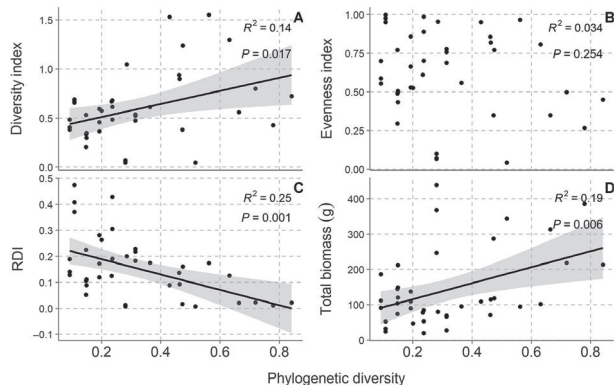 A
R² = 0.14
P = 0.017
Diversity index
1.5
1.0
0.5
0.0
B
R² = 0.034
P = 0.254
Evenness index
1.00
0.75
0.50
0.25
0.00
C
R² = 0.25
P = 0.001
RDI
0.5
0.4
0.3
0.2
0.1
0.0
−0.1
0.2 0.4 0.6 0.8
D
R² = 0.19
P = 0.006
Total biomass (g)
400
300
200
100
0
0.2 0.4 0.6 0.8
Phylogenetic diversity